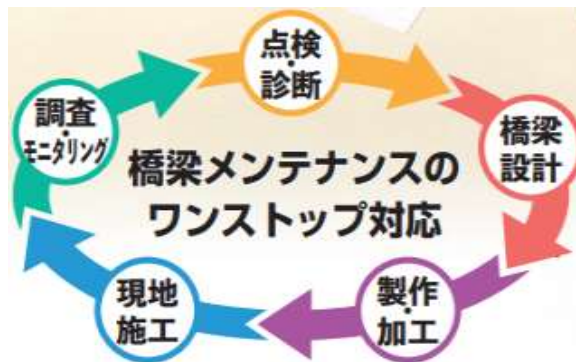 点検・
診断
橋梁
設計
製作・
加工
現地
施工
調査・
モニタリング
橋梁メンテナンスの
ワンストップ対応